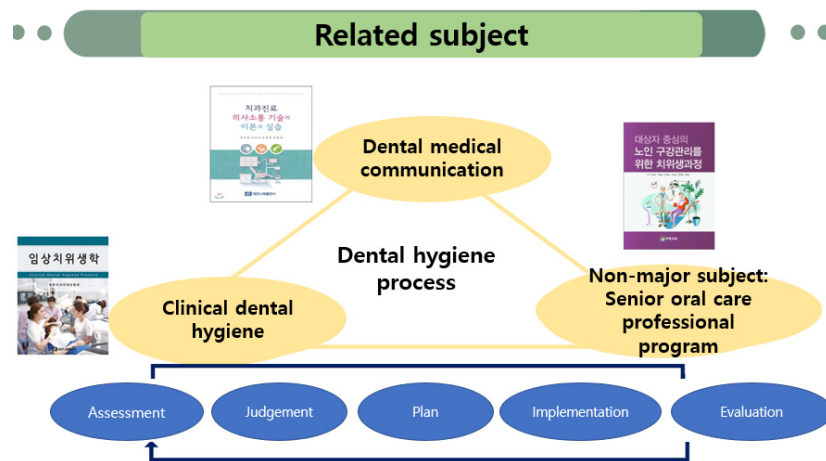 Related subject
치과진료
의사소통 기술의
이론과 실습
Dental medical
communication
대상자 중심의
노인 구강관리를
위한 치위생과정
임상치위생학
Clinical Dental Hygiene Practice
Dental hygiene
process
Clinical dental
hygiene
Non-major subject:
Senior oral care
professional
program
Assessment
Judgement
Plan
Implementation
Evaluation